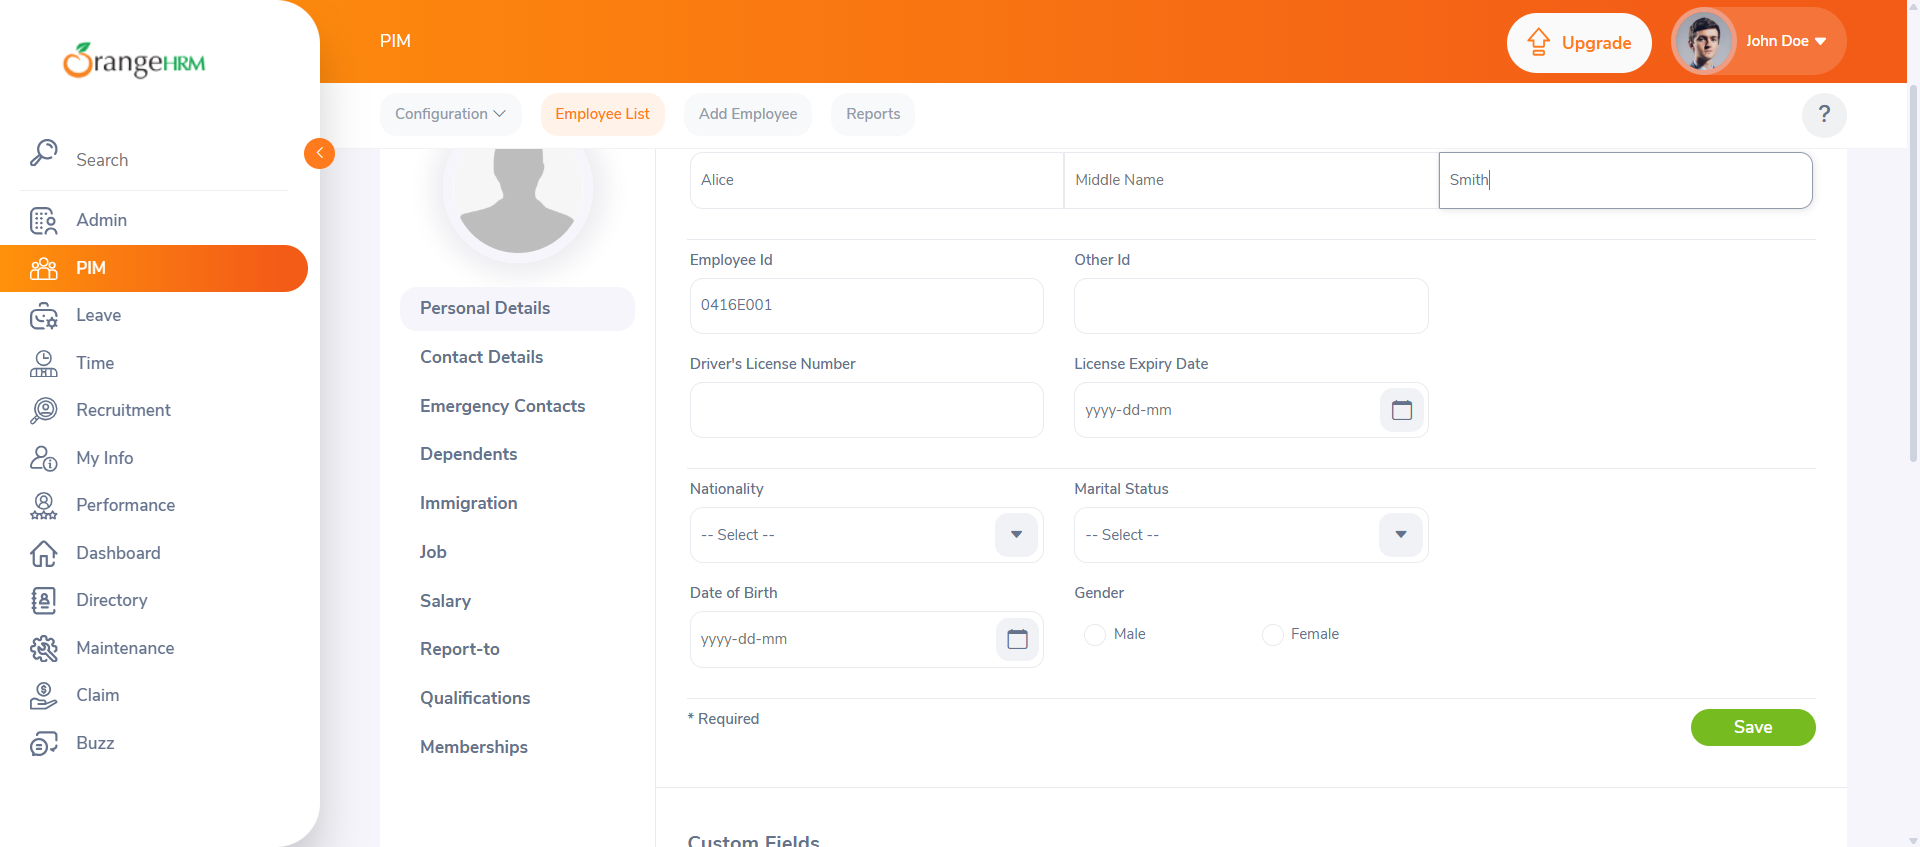 OrangeHRM
PIM
Upgrade
John Doe
Configuration
Employee List
Add Employee
Reports
?
Search
Admin
PIM
Leave
Time
Recruitment
My Info
Performance
Dashboard
Directory
Maintenance
Claim
Buzz
Personal Details
Contact Details
Emergency Contacts
Dependents
Immigration
Job
Salary
Report-to
Qualifications
Memberships
Alice Middle Name Smith
Employee Id Other Id
0416E001
Driver's License Number License Expiry Date
yyyy-dd-mm
Nationality Marital Status
-- Select -- -- Select --
Date of Birth Gender
yyyy-dd-mm Male Female
* Required
Save
Custom Fields